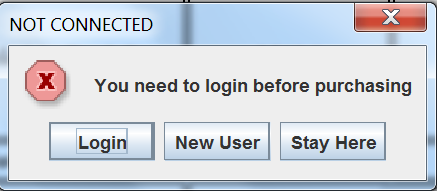 NOT CONNECTED
You need to login before purchasing
Login New User Stay Here